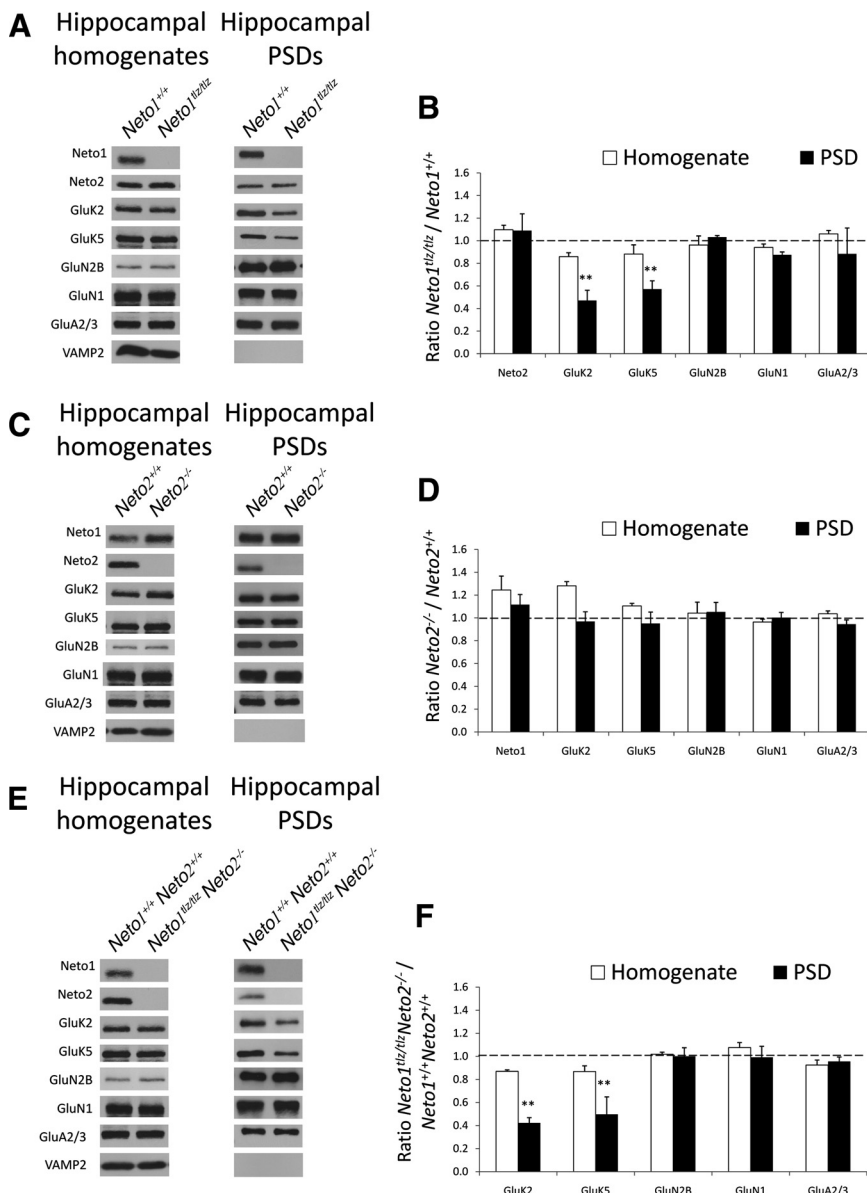 A
Hippocampal homogenates
Hippocampal PSDs
Neto1+/+
Neto1tlz/tlz
Neto1+/+
Neto1tlz/tlz
Neto1
Neto2
GluK2
GluK5
GluN2B
GluN1
GluA2/3
VAMP2
B
Homogenate
PSD
Ratio Neto1tlz/tlz / Neto1+/+
1.6
1.4
1.2
1.0
0.8
0.6
0.4
0.2
0.0
**
**
Neto2
GluK2
GluK5
GluN2B
GluN1
GluA2/3
C
Hippocampal homogenates
Hippocampal PSDs
Neto2+/+
Neto2-/-
Neto2+/+
Neto2-/-
Neto1
Neto2
GluK2
GluK5
GluN2B
GluN1
GluA2/3
VAMP2
D
Homogenate
PSD
Ratio Neto2-/- / Neto2+/+
1.6
1.4
1.2
1.0
0.8
0.6
0.4
0.2
0.0
Neto1
GluK2
GluK5
GluN2B
GluN1
GluA2/3
E
Hippocampal homogenates
Hippocampal PSDs
Neto1+/+ Neto2+/+
Neto1tlz/tlz Neto2-/-
Neto1+/+ Neto2+/+
Neto1tlz/tlz Neto2-/-
Neto1
Neto2
GluK2
GluK5
GluN2B
GluN1
GluA2/3
VAMP2
F
Homogenate
PSD
Ratio Neto1tlz/tlzNeto2-/- /
Neto1+/+Neto2+/+
1.6
1.4
1.2
1.0
0.8
0.6
0.4
0.2
0.0
**
**
GluK2
GluK5
GluN2B
GluN1
GluA2/3